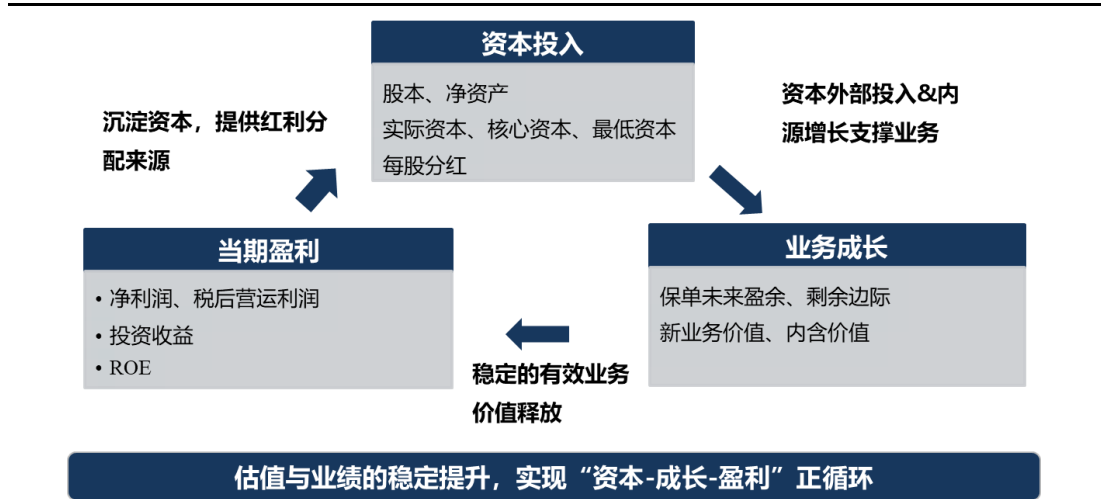 资本投入
股本、净资产
实际资本、核心资本、最低资本
每股分红
资本外部投入&内
源增长支撑业务
沉淀资本，提供红利分
配来源
当期盈利
• 净利润、税后营运利润
• 投资收益
• ROE
业务成长
保单未来盈余、剩余边际
新业务价值、内含价值
稳定的有效业务
价值释放
估值与业绩的稳定提升，实现“资本-成长-盈利”正循环